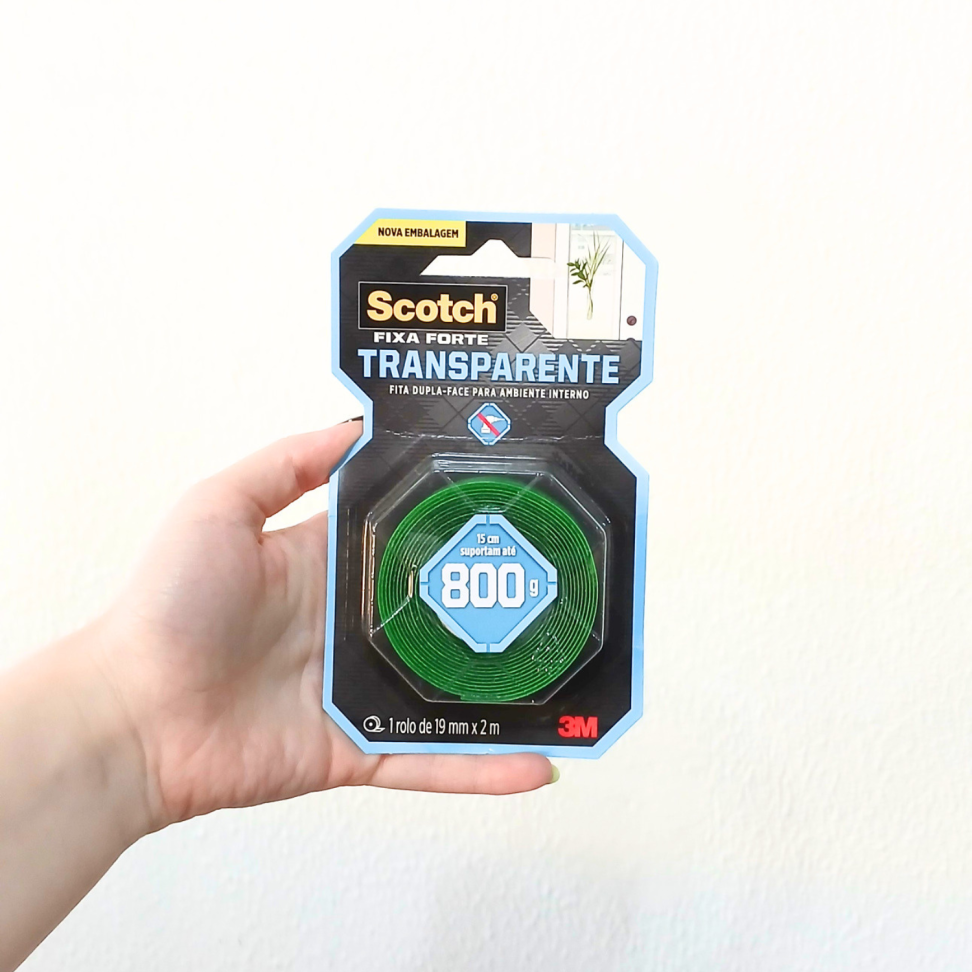 NOVA EMBALAGEM
Scotch®
FIXA FORTE
TRANSPARENTE
FITA DUPLA-FACE PARA AMBIENTE INTERNO
15 cm
suportam até
800 g
1 rolo de 19 mm x 2 m
3M